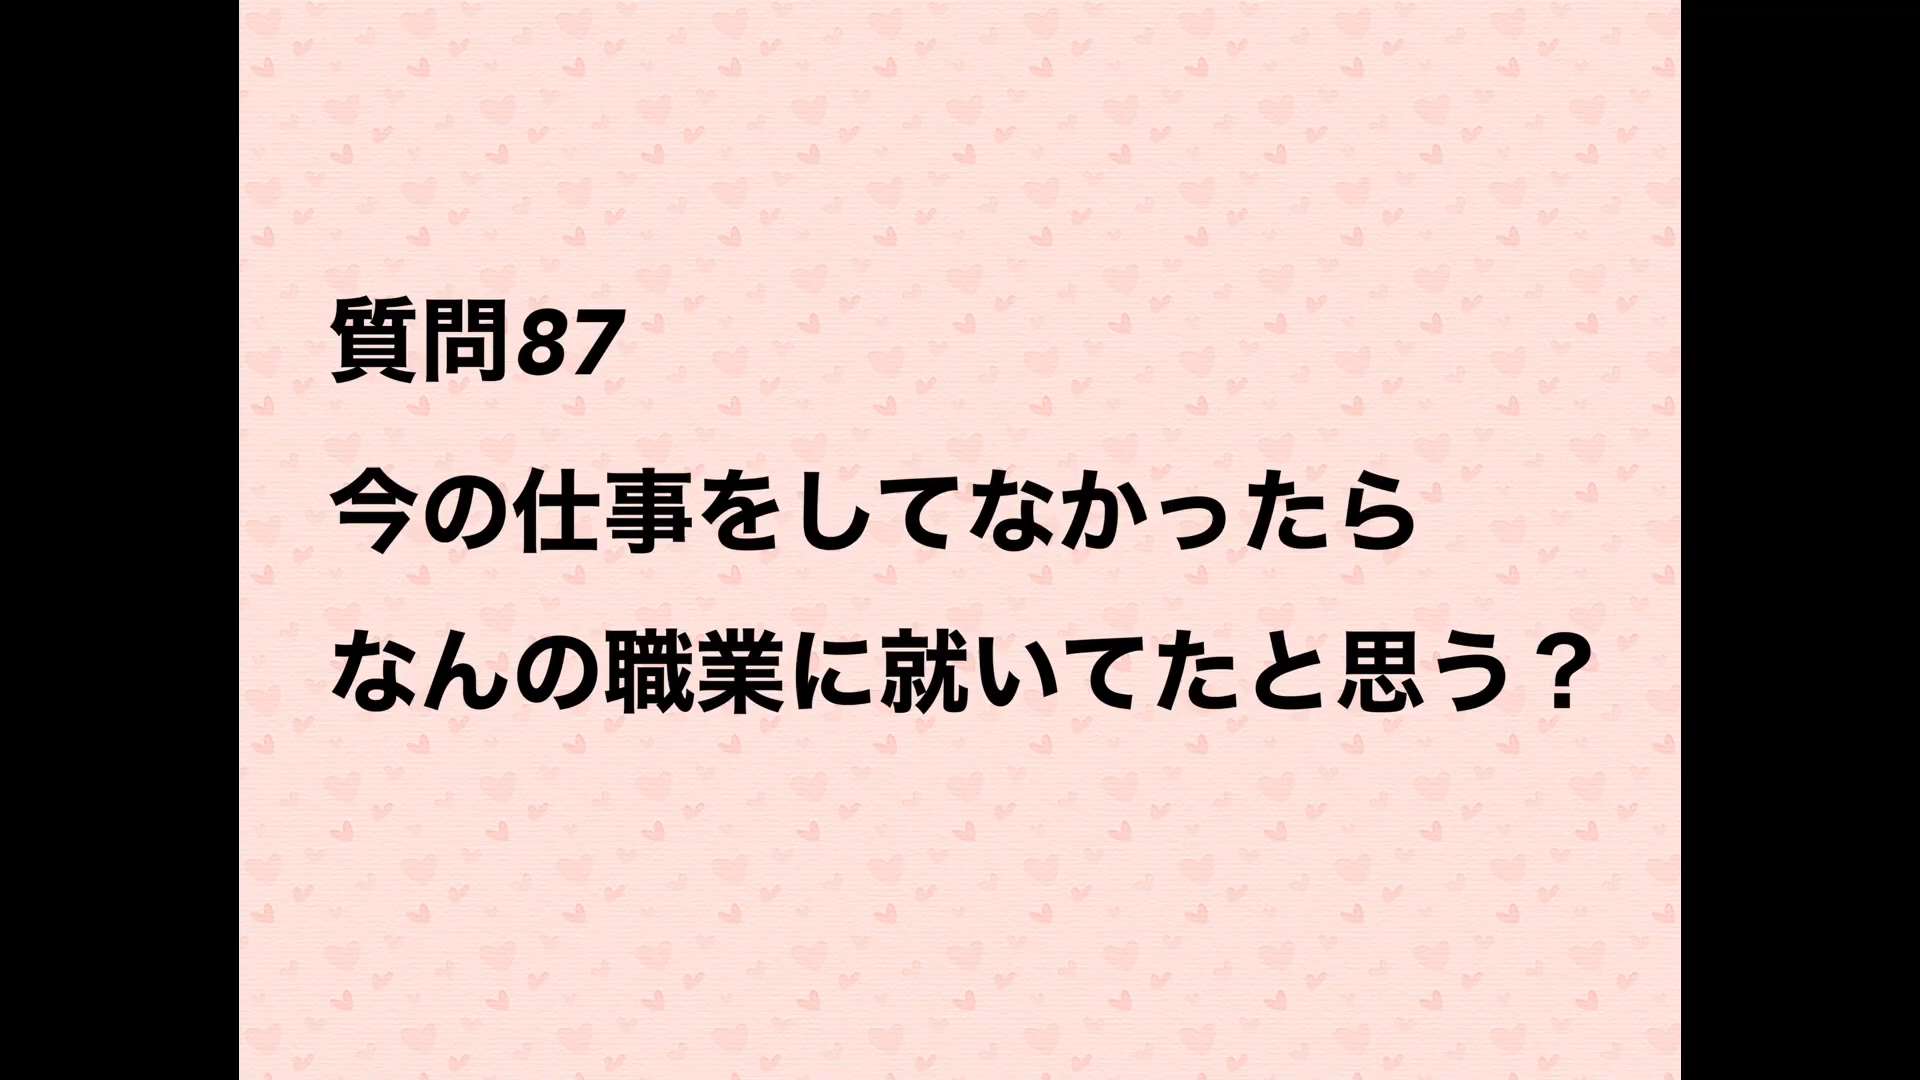 質問87
今の仕事をしてなかったら
なんの職業に就いてたと思う？